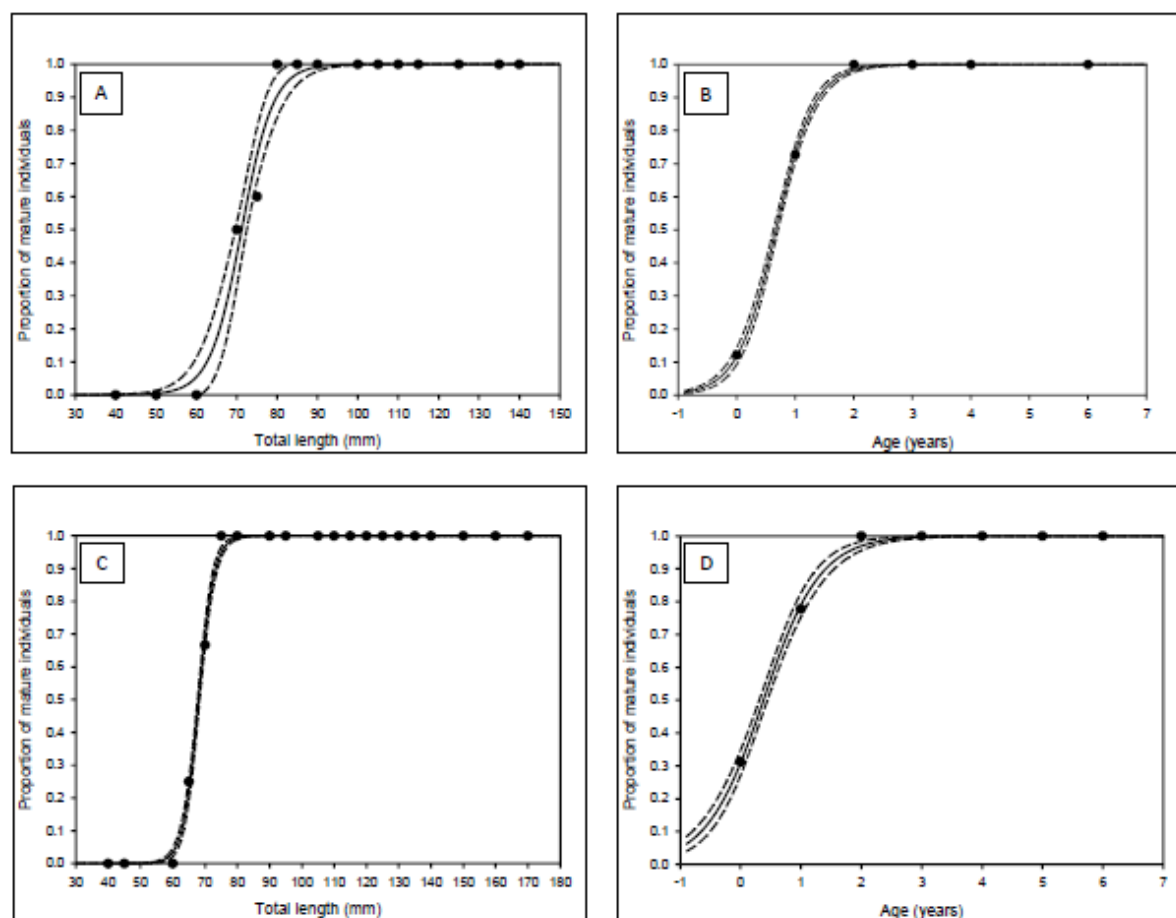 A
Proportion of mature individuals
1.0
0.9
0.8
0.7
0.6
0.5
0.4
0.3
0.2
0.1
0.0
30 40 50 60 70 80 90 100 110 120 130 140 150
Total length (mm)
B
Proportion of mature individuals
1.0
0.9
0.8
0.7
0.6
0.5
0.4
0.3
0.2
0.1
0.0
-1 0 1 2 3 4 5 6 7
Age (years)
C
Proportion of mature individuals
1.0
0.9
0.8
0.7
0.6
0.5
0.4
0.3
0.2
0.1
0.0
30 40 50 60 70 80 90 100 110 120 130 140 150 160 170 180
Total length (mm)
D
Proportion of mature individuals
1.0
0.9
0.8
0.7
0.6
0.5
0.4
0.3
0.2
0.1
0.0
-1 0 1 2 3 4 5 6 7
Age (years)